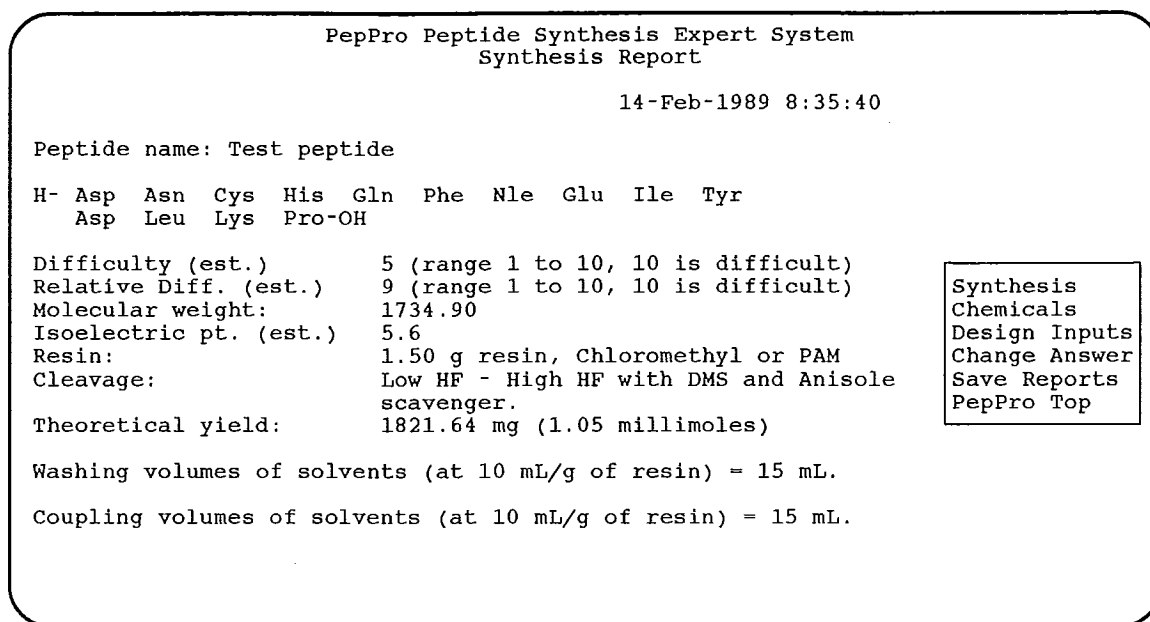 PepPro Peptide Synthesis Expert System
Synthesis Report
14-Feb-1989 8:35:40
Peptide name: Test peptide
H- Asp Asn Cys His Gln Phe Nle Glu Ile Tyr
Asp Leu Lys Pro-OH
Difficulty (est.) 5 (range 1 to 10, 10 is difficult)
Relative Diff. (est.) 9 (range 1 to 10, 10 is difficult)
Molecular weight: 1734.90
Isoelectric pt. (est.) 5.6
Resin: 1.50 g resin, Chloromethyl or PAM
Cleavage: Low HF - High HF with DMS and Anisole
scavenger.
Theoretical yield: 1821.64 mg (1.05 millimoles)
Washing volumes of solvents (at 10 mL/g of resin) = 15 mL.
Coupling volumes of solvents (at 10 mL/g of resin) = 15 mL.
Synthesis
Chemicals
Design Inputs
Change Answer
Save Reports
PepPro Top